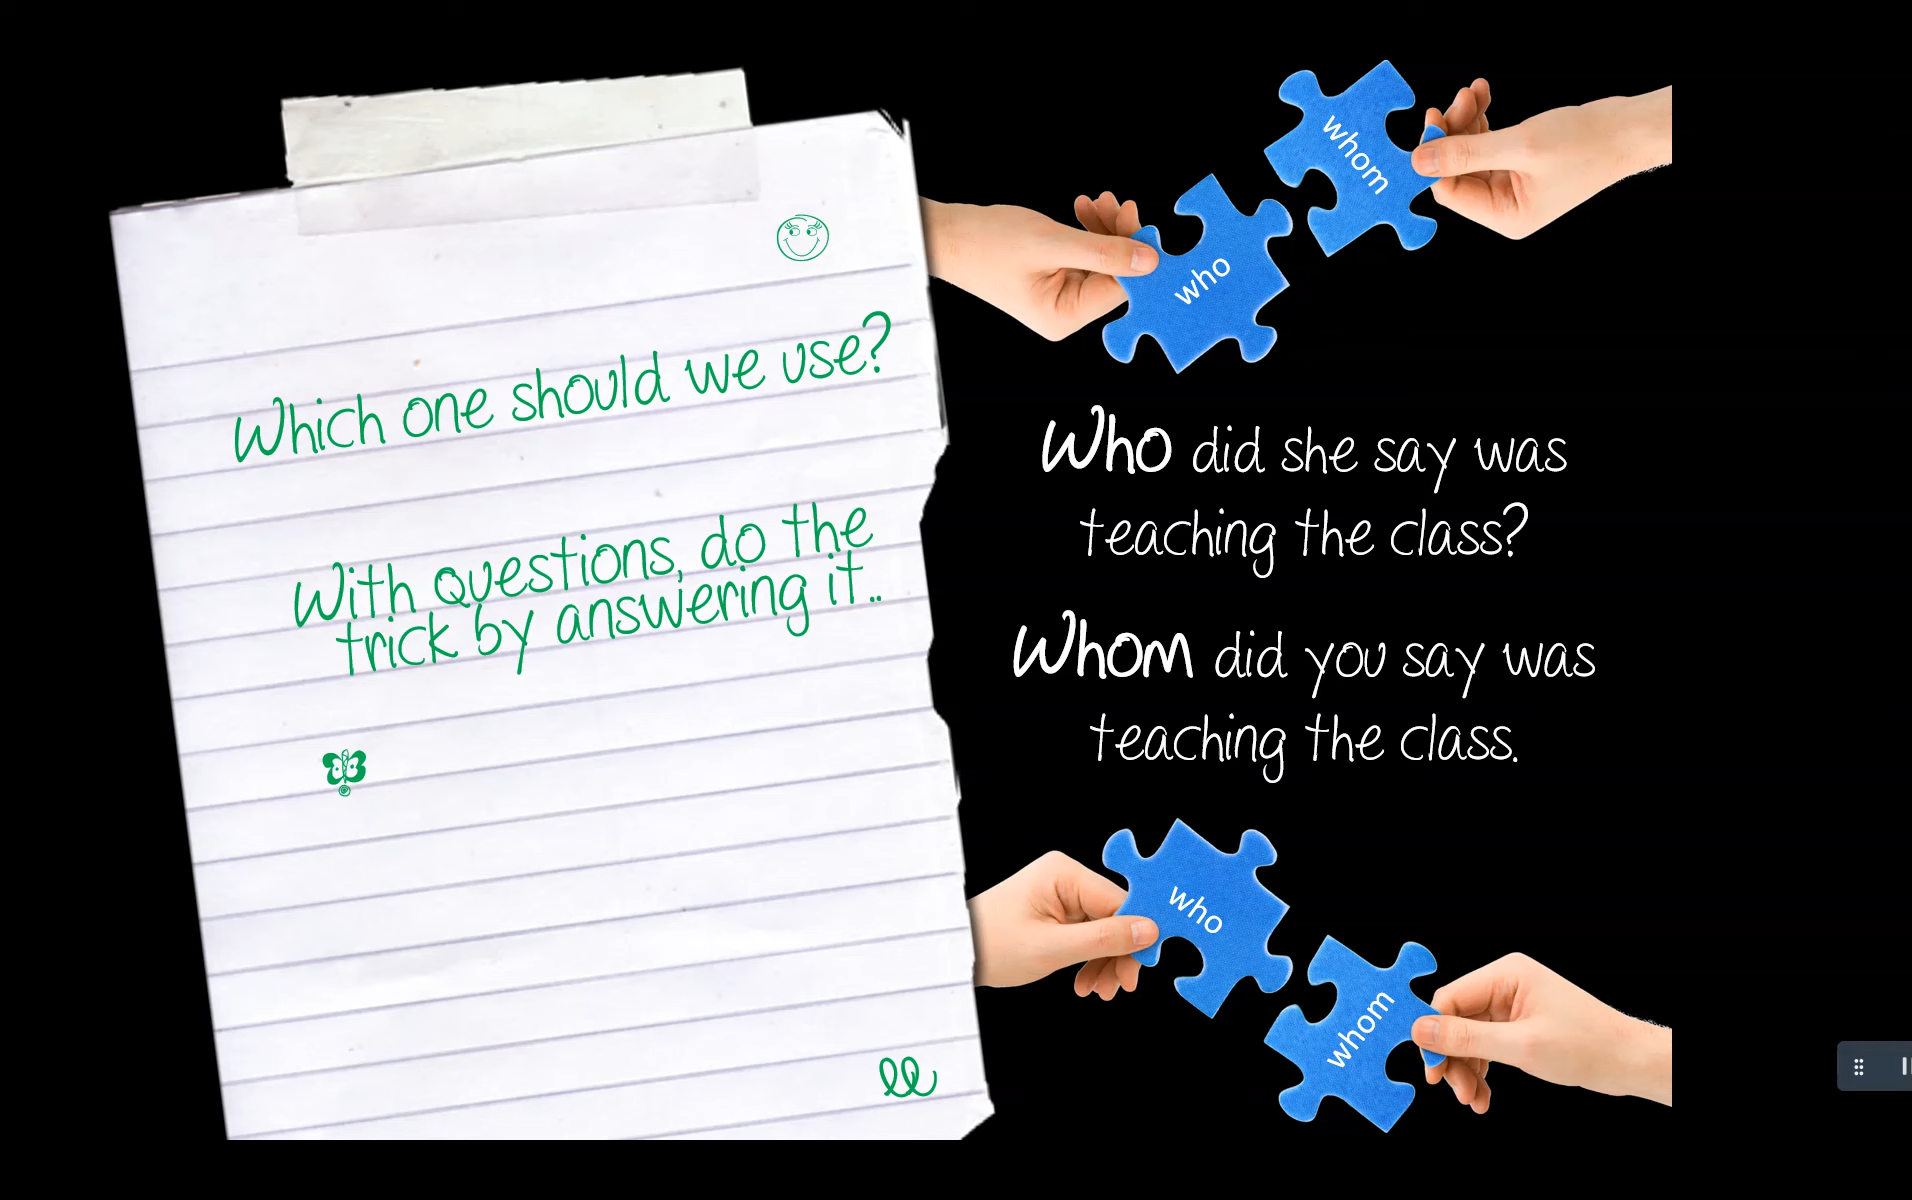 Which one should we use?
With questions, do the
trick by answering it..
whom
who
Who did she say was
teaching the class?
Whom did you say was
teaching the class.
who
whom